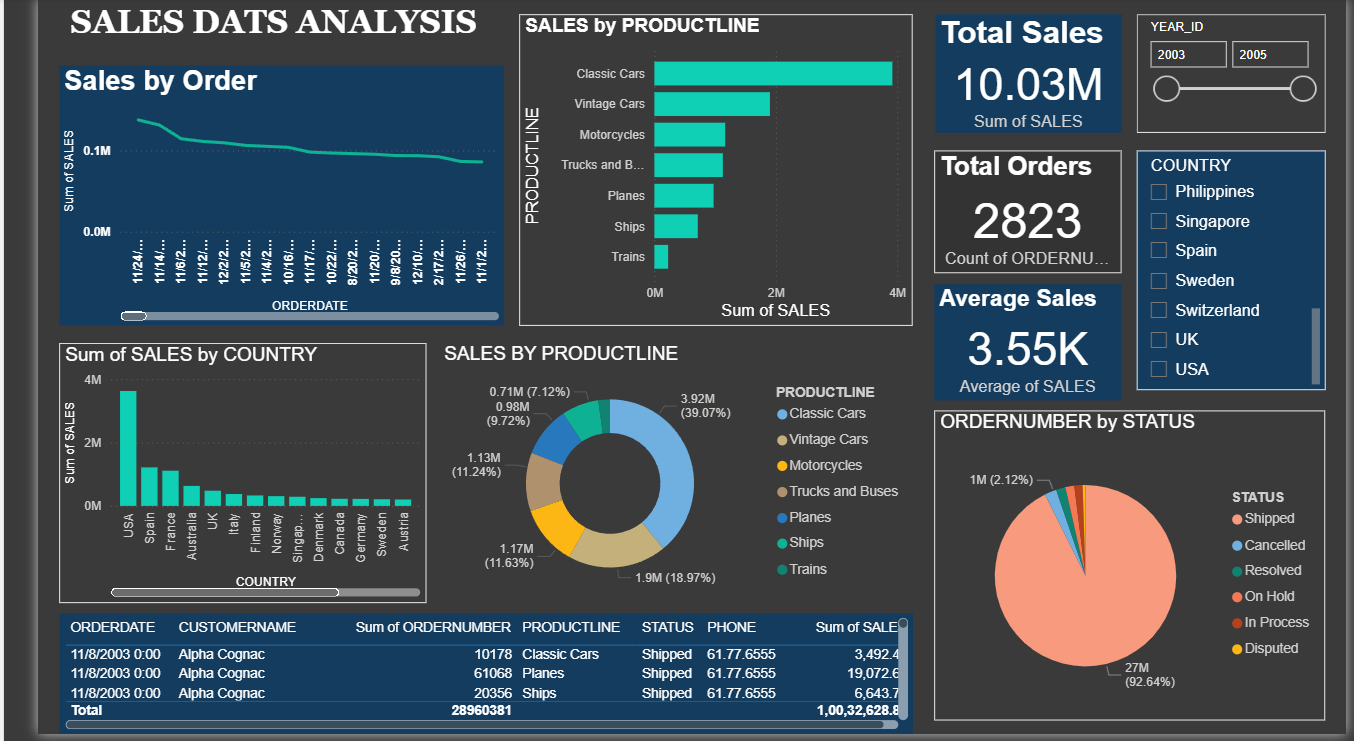 SALES DATS ANALYSIS
Sales by Order
Sum of SALES
0.1M
0.0M
11/24/...
11/14/...
11/6/2...
11/12/...
12/2/2...
11/5/2...
11/4/2...
10/16/...
11/17/...
10/22/...
8/20/2...
11/20/...
9/8/20...
12/10/...
2/17/2...
11/26/...
11/1/2...
ORDERDATE
SALES by PRODUCTLINE
PRODUCTLINE
Classic Cars
Vintage Cars
Motorcycles
Trucks and B...
Planes
Ships
Trains
0M
2M
4M
Sum of SALES
Total Sales
10.03M
Sum of SALES
YEAR_ID
2003
2005
Total Orders
2823
Count of ORDERNU...
COUNTRY
Philippines
Singapore
Spain
Sweden
Switzerland
UK
USA
Average Sales
3.55K
Average of SALES
Sum of SALES by COUNTRY
Sum of SALES
4M
2M
0M
USA
Spain
France
Australia
UK
Italy
Finland
Norway
Singap...
Denmark
Canada
Germany
Sweden
Austria
COUNTRY
SALES BY PRODUCTLINE
0.71M (7.12%)
0.98M
(9.72%)
1.13M
(11.24%)
1.17M
(11.63%)
1.9M (18.97%)
3.92M
(39.07%)
PRODUCTLINE
Classic Cars
Vintage Cars
Motorcycles
Trucks and Buses
Planes
Ships
Trains
ORDERNUMBER by STATUS
1M (2.12%)
27M
(92.64%)
STATUS
Shipped
Cancelled
Resolved
On Hold
In Process
Disputed
ORDERDATE CUSTOMERNAME Sum of ORDERNUMBER PRODUCTLINE STATUS PHONE Sum of SALE
11/8/2003 0:00 Alpha Cognac 10178 Classic Cars Shipped 61.77.6555 3,492.4
11/8/2003 0:00 Alpha Cognac 61068 Planes Shipped 61.77.6555 19,072.6
11/8/2003 0:00 Alpha Cognac 20356 Ships Shipped 61.77.6555 6,643.7
Total 28960381 1,00,32,628.8